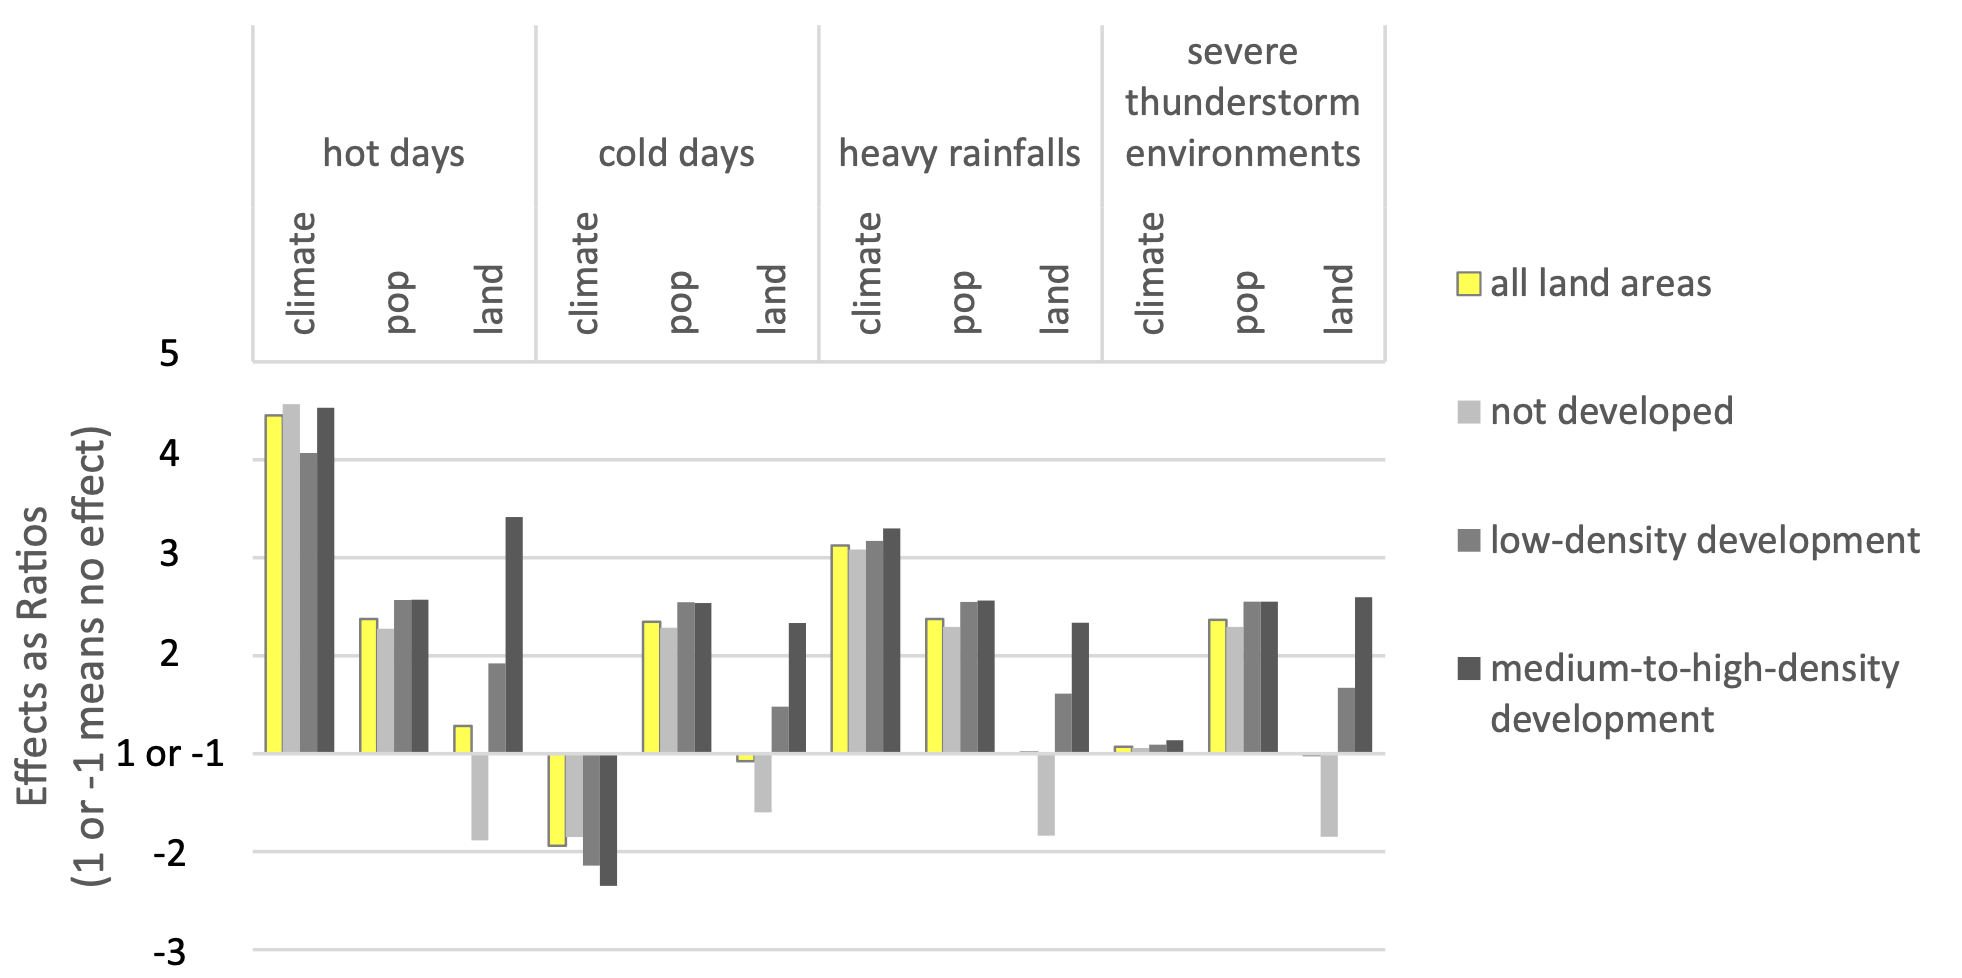 severe
thunderstorm
hot days cold days heavy rainfalls environments
climate pop land climate pop land climate pop land climate pop land
5
4
3
2
1 or -1
-2
-3
Effects as Ratios
(1 or -1 means no effect)
all land areas
not developed
low-density development
medium-to-high-density
development